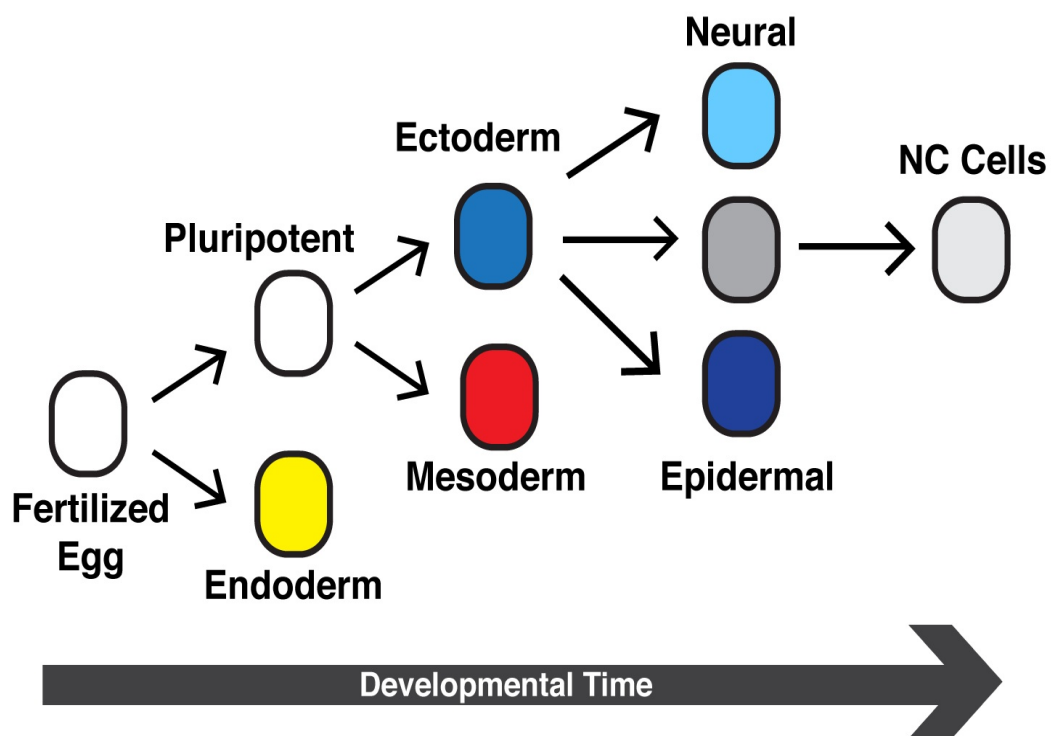 Neural
Ectoderm
NC Cells
Pluripotent
Mesoderm
Epidermal
Fertilized
Egg
Endoderm
Developmental Time